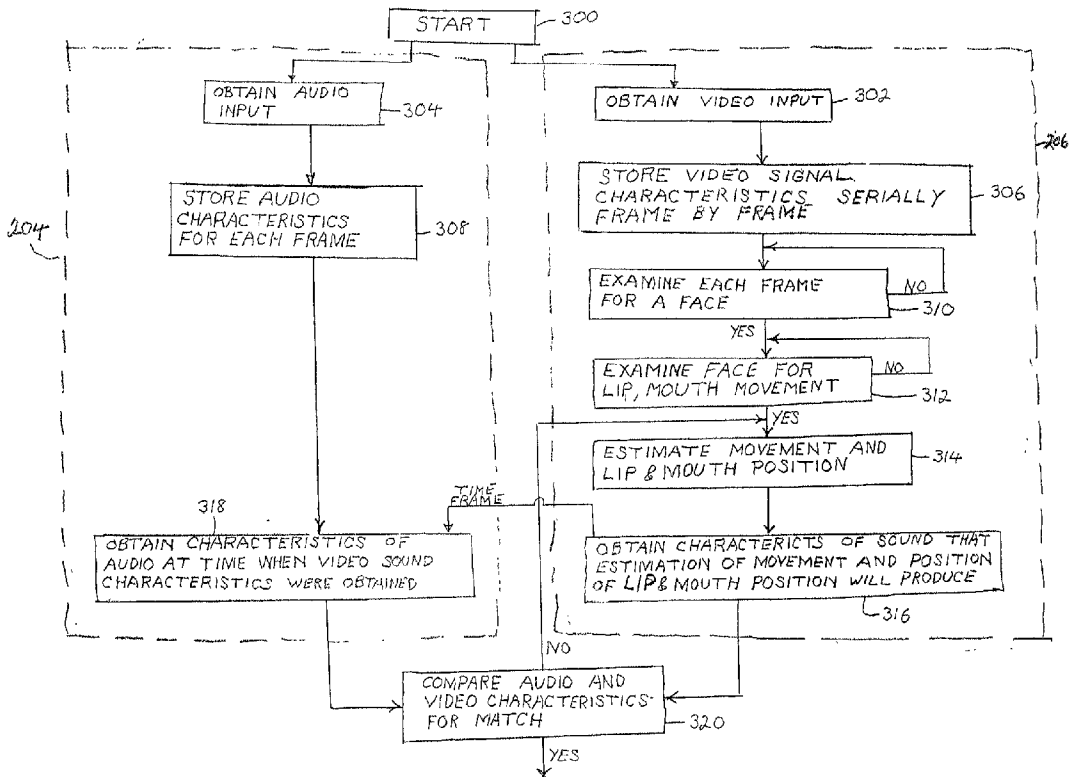 START
300
OBTAIN AUDIO
INPUT
304
OBTAIN VIDEO INPUT
302
206
STORE VIDEO SIGNAL
CHARACTERISTICS SERIALLY
FRAME BY FRAME
306
STORE AUDIO
CHARACTERISTICS
FOR EACH FRAME
308
204
EXAMINE EACH FRAME
FOR A FACE
NO
310
YES
EXAMINE FACE FOR
LIP, MOUTH MOVEMENT
NO
312
YES
ESTIMATE MOVEMENT AND
LIP & MOUTH POSITION
314
TIME
FRAME
318
OBTAIN CHARACTERISTICS OF
AUDIO AT TIME WHEN VIDEO SOUND
CHARACTERISTICS WERE OBTAINED
OBTAIN CHARACTERICTS OF SOUND THAT
ESTIMATION OF MOVEMENT AND POSITION
OF LIP & MOUTH POSITION WILL PRODUCE
316
NO
COMPARE AUDIO AND
VIDEO CHARACTERISTICS
FOR MATCH
320
YES